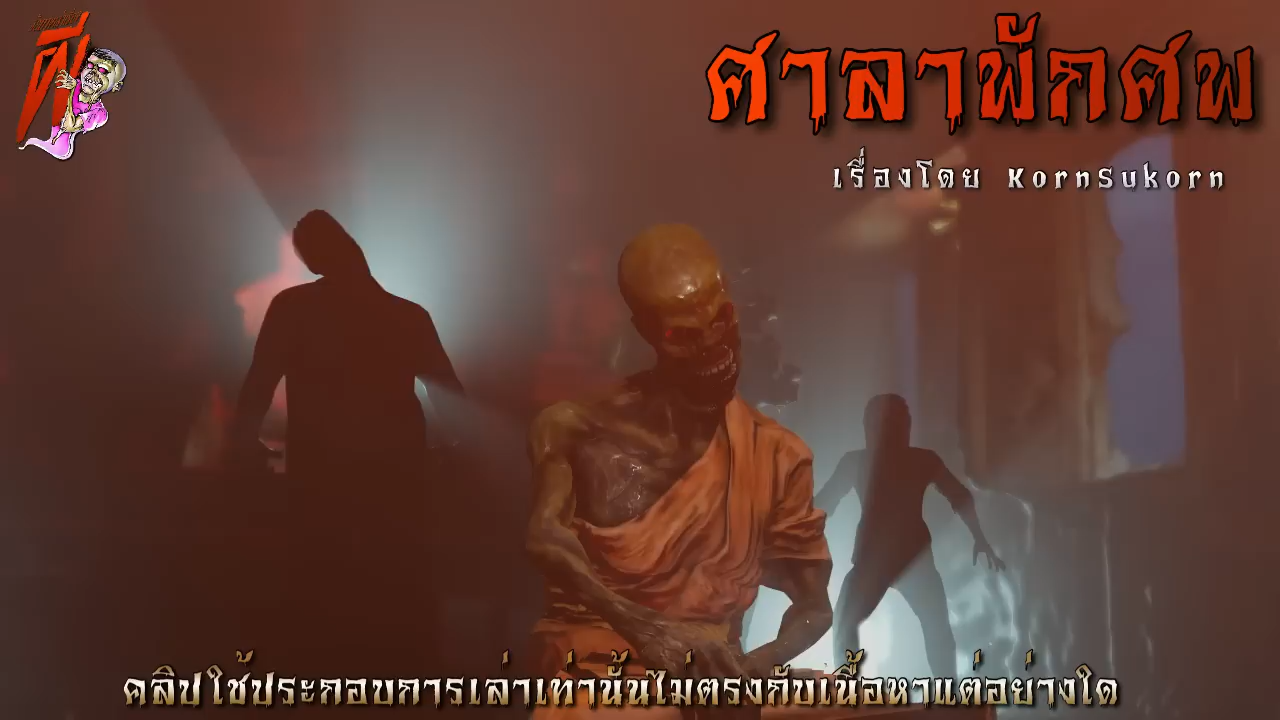 ผี
ศาลาพักศพ
เรื่องโดย KornSukorn
คลิปใช้ประกอบการเล่าเท่านั้นไม่ตรงกับเนื้อหาแต่อย่างใด